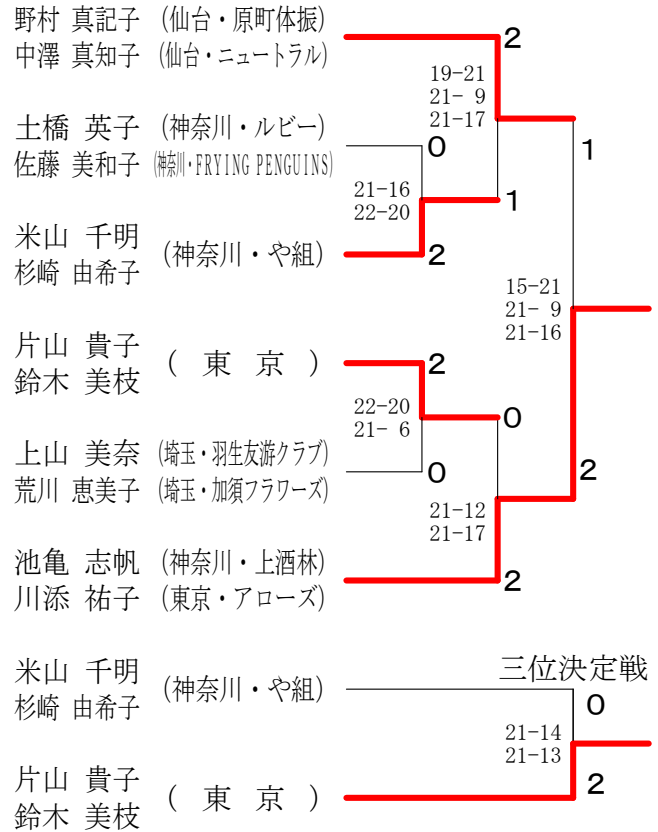 野村 真記子 (仙台・原町体振)
中澤 真知子 (仙台・ニュートラル)
2
19-21
21- 9
21-17
土橋 英子 (神奈川・ルビー)
佐藤 美和子 (神奈川・FRYING PENGUINS)
0
1
21-16
22-20
1
米山 千明
杉崎 由希子
(神奈川・や組)
2
15-21
21- 9
21-16
片山 貴子
鈴木 美枝
( 東 京 )
2
22-20
21- 6
0
上山 美奈 (埼玉・羽生友游クラブ)
荒川 恵美子 (埼玉・加須フラワーズ)
0
2
21-12
21-17
池亀 志帆 (神奈川・上酒林)
川添 祐子 (東京・アローズ)
2
三位決定戦
米山 千明
杉崎 由希子
(神奈川・や組)
0
21-14
21-13
片山 貴子
鈴木 美枝
( 東 京 )
2